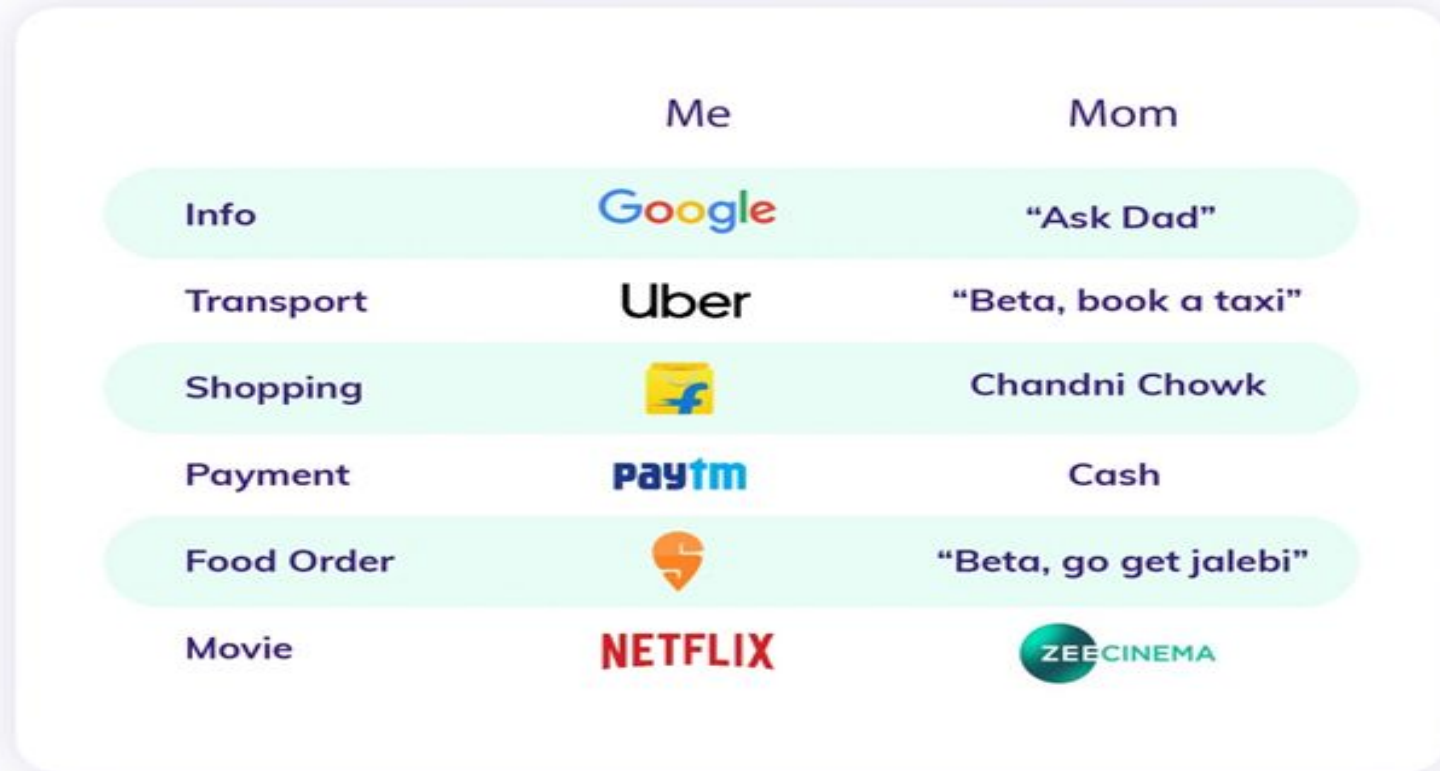 Me Mom
Info Google “Ask Dad”
Transport Uber “Beta, book a taxi”
Shopping f Chandni Chowk
Payment paytm Cash
Food Order “Beta, go get jalebi”
Movie NETFLIX ZEECINEMA